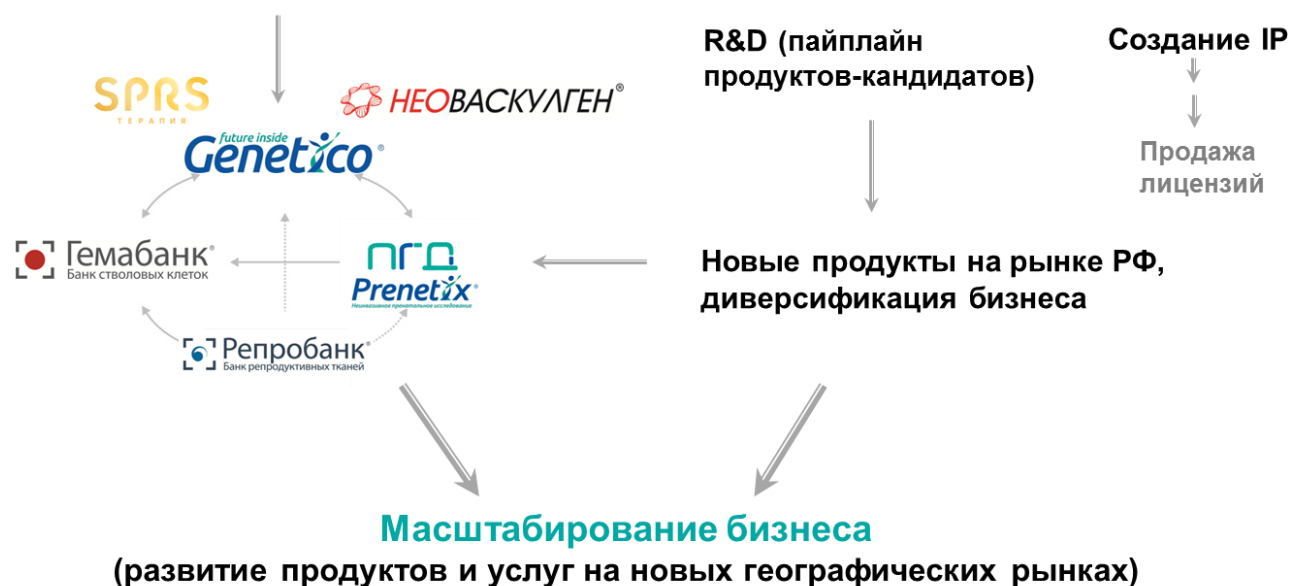 R&D (пайплайн
продуктов-кандидатов)
Создание IP
SPRS
ТЕРАПИЯ
НЕОВАСКУЛГЕН®
future inside
Genetico®
Продажа
лицензий
Гемабанк®
Банк стволовых клеток
ПГД
Prenetix®
Неинвазивное пренатальное исследование
Новые продукты на рынке РФ,
диверсификация бизнеса
Репробанк®
Банк репродуктивных тканей
Масштабирование бизнеса
(развитие продуктов и услуг на новых географических рынках)